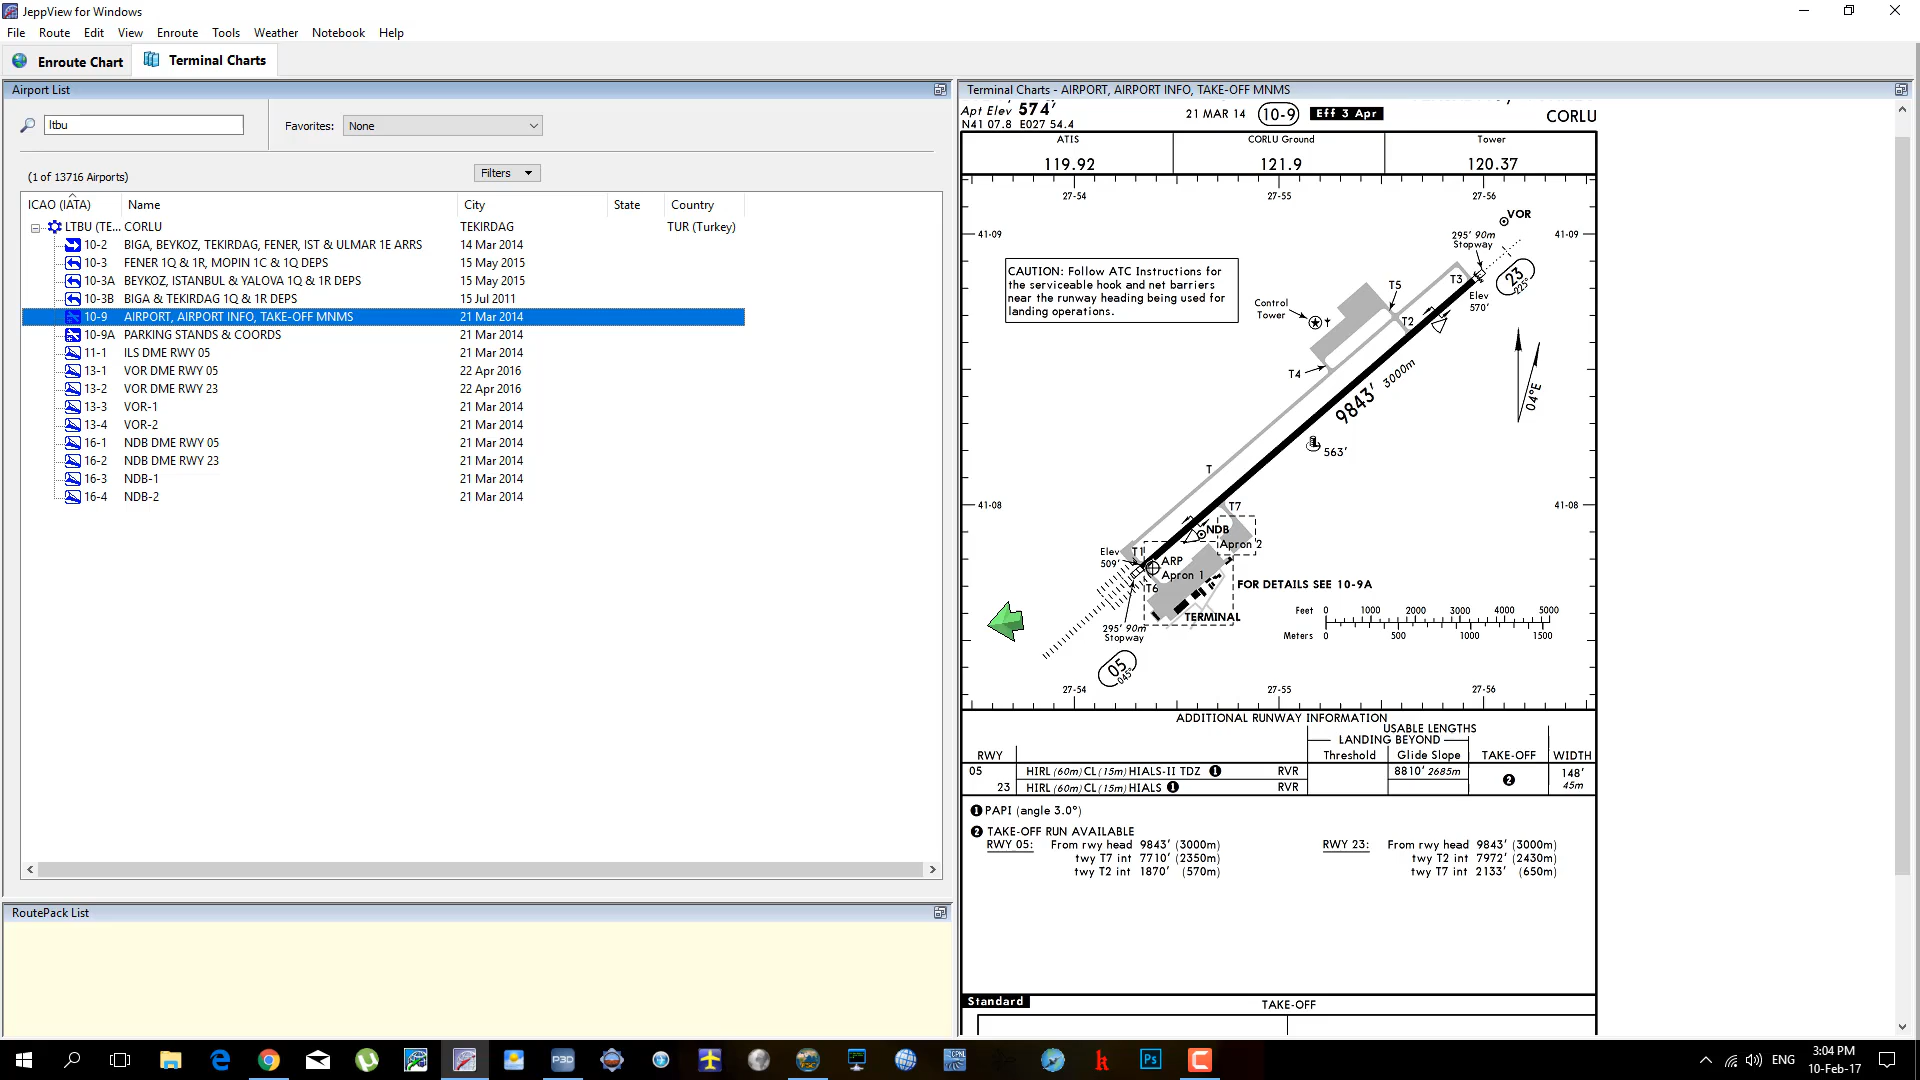 JeppView for Windows
File Route Edit View Enroute Tools Weather Notebook Help
Enroute Chart Terminal Charts
Airport List
ltbu Favorites: None
(1 of 13716 Airports) Filters
ICAO (IATA) Name City State Country
LTBU (TE... CORLU TEKIRDAG TUR (Turkey)
10-2 BIGA, BEYKOZ, TEKIRDAG, FENER, IST & ULMAR 1E ARRS 14 Mar 2014
10-3 FENER 1Q & 1R, MOPIN 1C & 1Q DEPS 15 May 2015
10-3A BEYKOZ, ISTANBUL & YALOVA 1Q & 1R DEPS 15 May 2015
10-3B BIGA & TEKIRDAG 1Q & 1R DEPS 15 Jul 2011
10-9 AIRPORT, AIRPORT INFO, TAKE-OFF MNMS 21 Mar 2014
10-9A PARKING STANDS & COORDS 21 Mar 2014
11-1 ILS DME RWY 05 21 Mar 2014
13-1 VOR DME RWY 05 22 Apr 2016
13-2 VOR DME RWY 23 22 Apr 2016
13-3 VOR-1 21 Mar 2014
13-4 VOR-2 21 Mar 2014
16-1 NDB DME RWY 05 21 Mar 2014
16-2 NDB DME RWY 23 21 Mar 2014
16-3 NDB-1 21 Mar 2014
16-4 NDB-2 21 Mar 2014
RoutePack List
Terminal Charts - AIRPORT, AIRPORT INFO, TAKE-OFF MNMS
Apt Elev 574' 21 MAR 14 10-9 Eff 3 Apr CORLU
N41 07.8 E027 54.4
ATIS CORLU Ground Tower
119.92 121.9 120.37
27-54 27-55 27-56
VOR
41-09 295' 90m 41-09
Stopway
CAUTION: Follow ATC Instructions for
the serviceable hook and net barriers
near the runway heading being used for
landing operations.
23
225°
T3
T5
Elev
570'
Control
Tower
T2
T4
9843' 3000m
04°E
563'
T
41-08 T7 41-08
NDB
Apron 2
Elev
509'
T1
ARP
Apron 1
T6
FOR DETAILS SEE 10-9A
TERMINAL
295' 90m
Stopway
05
045°
Feet 0 1000 2000 3000 4000 5000
Meters 0 500 1000 1500
27-54 27-55 27-56
ADDITIONAL RUNWAY INFORMATION
USABLE LENGTHS
LANDING BEYOND
RWY Threshold Glide Slope TAKE-OFF WIDTH
05 HIRL (60m) CL (15m) HIALS-II TDZ 1 RVR 8810' 2685m 2 148'
23 HIRL (60m) CL (15m) HIALS 1 RVR 45m
1 PAPI (angle 3.0°)
2 TAKE-OFF RUN AVAILABLE
RWY 05: From rwy head 9843' (3000m) RWY 23: From rwy head 9843' (3000m)
twy T7 int 7710' (2350m) twy T2 int 7972' (2430m)
twy T2 int 1870' (570m) twy T7 int 2133' (650m)
Standard TAKE-OFF
P3D CPNL k Ps C ENG 3:04 PM
10-Feb-17